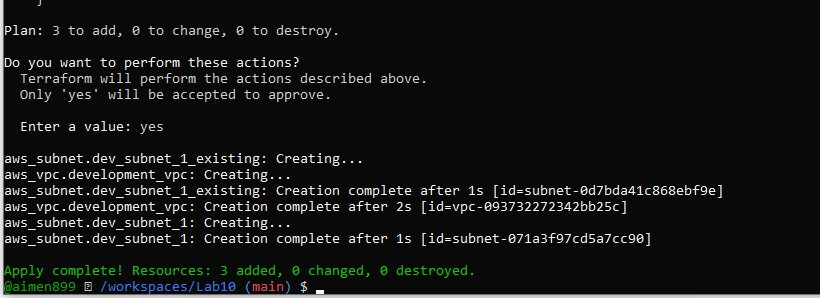 }
Plan: 3 to add, 0 to change, 0 to destroy.
Do you want to perform these actions?
Terraform will perform the actions described above.
Only 'yes' will be accepted to approve.
Enter a value: yes
aws_subnet.dev_subnet_1_existing: Creating...
aws_vpc.development_vpc: Creating...
aws_subnet.dev_subnet_1_existing: Creation complete after 1s [id=subnet-0d7bda41c868ebf9e]
aws_vpc.development_vpc: Creation complete after 2s [id=vpc-093732272342bb25c]
aws_subnet.dev_subnet_1: Creating...
aws_subnet.dev_subnet_1: Creation complete after 1s [id=subnet-071a3f97cd5a7cc90]
Apply complete! Resources: 3 added, 0 changed, 0 destroyed.
@aimen899 /workspaces/Lab10 (main) $